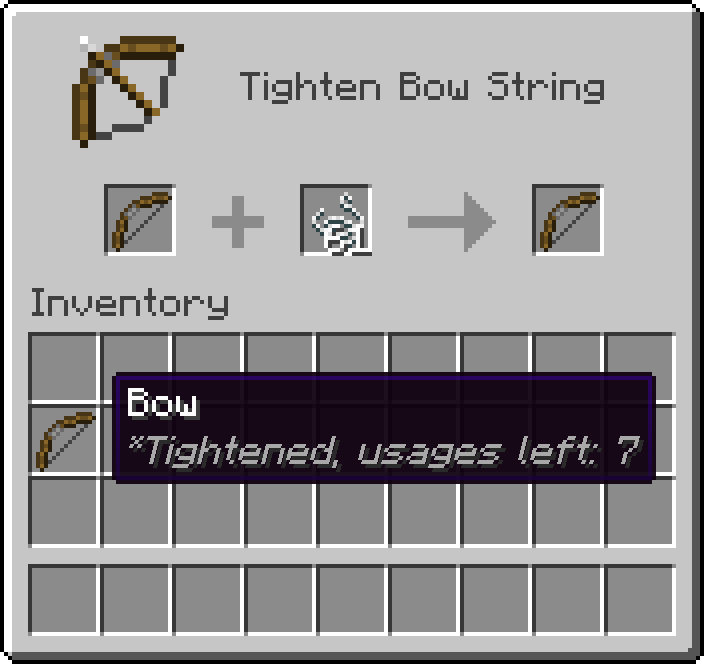 Tighten Bow String
Inventory
Bow
*Tightened, usages left: 7